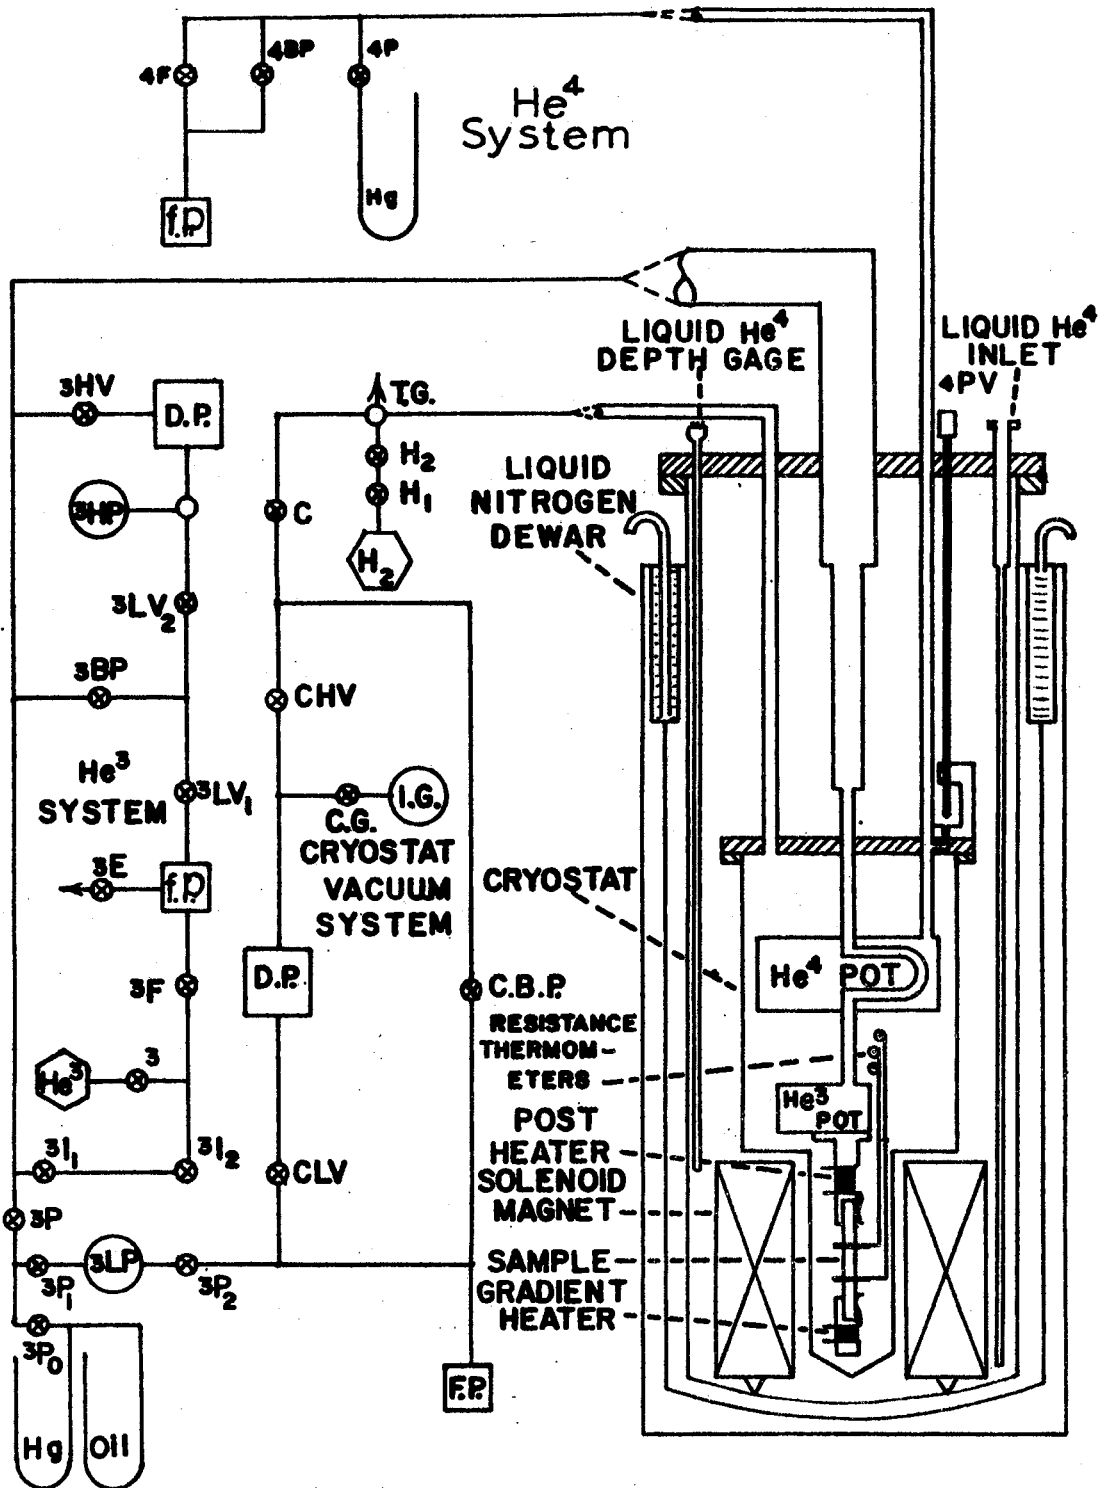 4F
4BP
4P
He⁴
System
Hg
f.P.
LIQUID He⁴
DEPTH GAGE
LIQUID He⁴
INLET
4PV
3HV
D.P.
T.G.
H₂
H₁
H₂
C
3HP
LIQUID
NITROGEN
DEWAR
3LV₂
3BP
CHV
He³
SYSTEM
3LV₁
I.G.
C.G.
CRYOSTAT
VACUUM
SYSTEM
3E
f.P.
CRYOSTAT
3F
D.P.
C.B.P.
He⁴ POT
RESISTANCE
THERMOM-
ETERS
He³
3
He³
POT
POST
HEATER
SOLENOID
MAGNET
3I₁
3I₂
CLV
3P
3P₁
3LP
3P₂
SAMPLE
GRADIENT
HEATER
3P₀
F.P.
Hg
Oil